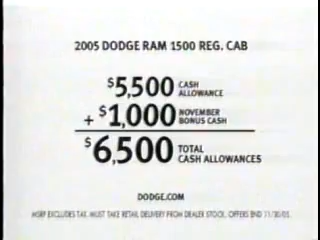 2005 DODGE RAM 1500 REG. CAB
$5,500 CASH ALLOWANCE
+ $1,000 NOVEMBER BONUS CASH
$6,500 TOTAL CASH ALLOWANCES
DODGE.COM
MSRP EXCLUDES TAX. MUST TAKE RETAIL DELIVERY FROM DEALER STOCK. OFFERS END 11/30/05.